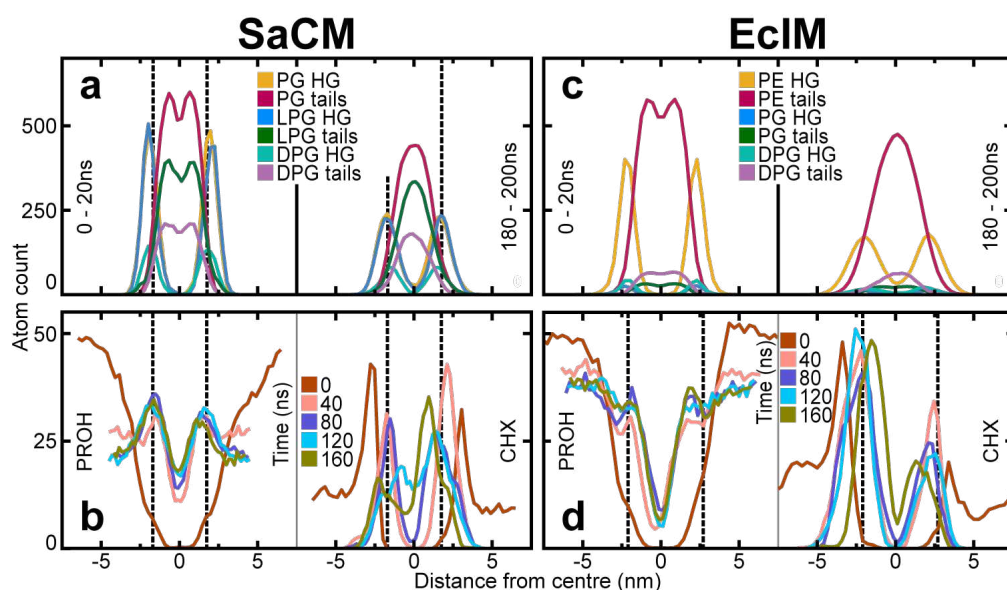 SaCM
EcIM
a
PG HG
PG tails
LPG HG
LPG tails
DPG HG
DPG tails
500
250
0
0 - 20ns
180 - 200ns
c
PE HG
PE tails
PG HG
PG tails
DPG HG
DPG tails
0 - 20ns
180 - 200ns
Atom count
50
25
0
PROH
b
Time (ns)
0
40
80
120
160
CHX
PROH
d
Time (ns)
0
40
80
120
160
CHX
-5 0 5 -5 0 5 -5 0 5 -5 0 5
Distance from centre (nm)